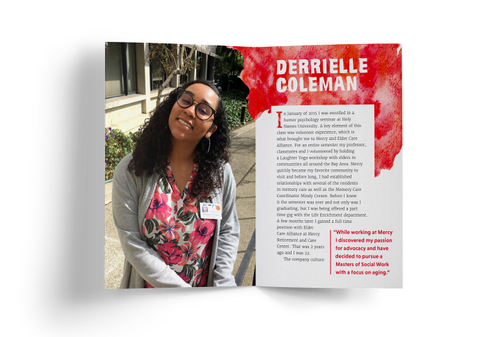 DERRIELLE
COLEMAN
In January of 2015 I was enrolled in a
human psychology seminar at Holy
Names University. A key element of this
class was volunteer experience, which is
what brought me to Mercy and Elder Care
Alliance. For an entire semester my professor,
classmates and I volunteered by holding
a Laughter Yoga workshop with elders in
communities all around the Bay Area. Mercy
quickly became my favorite community to
visit and before long, I had established
relationships with several of the residents
in memory care as well as the Memory Care
Coordinator Mindy Corson. Before I knew
it the semester was over and not only was I
graduating, but I was being offered a part
time gig with the Life Enrichment department.
A few months later I gained a full time
position with Elder
Care Alliance at Mercy
Retirement and Care
Center. That was 3 years
ago and I was 22.
The company culture
"While working at Mercy
I discovered my passion
for advocacy and have
decided to pursue a
Masters of Social Work
with a focus on aging."